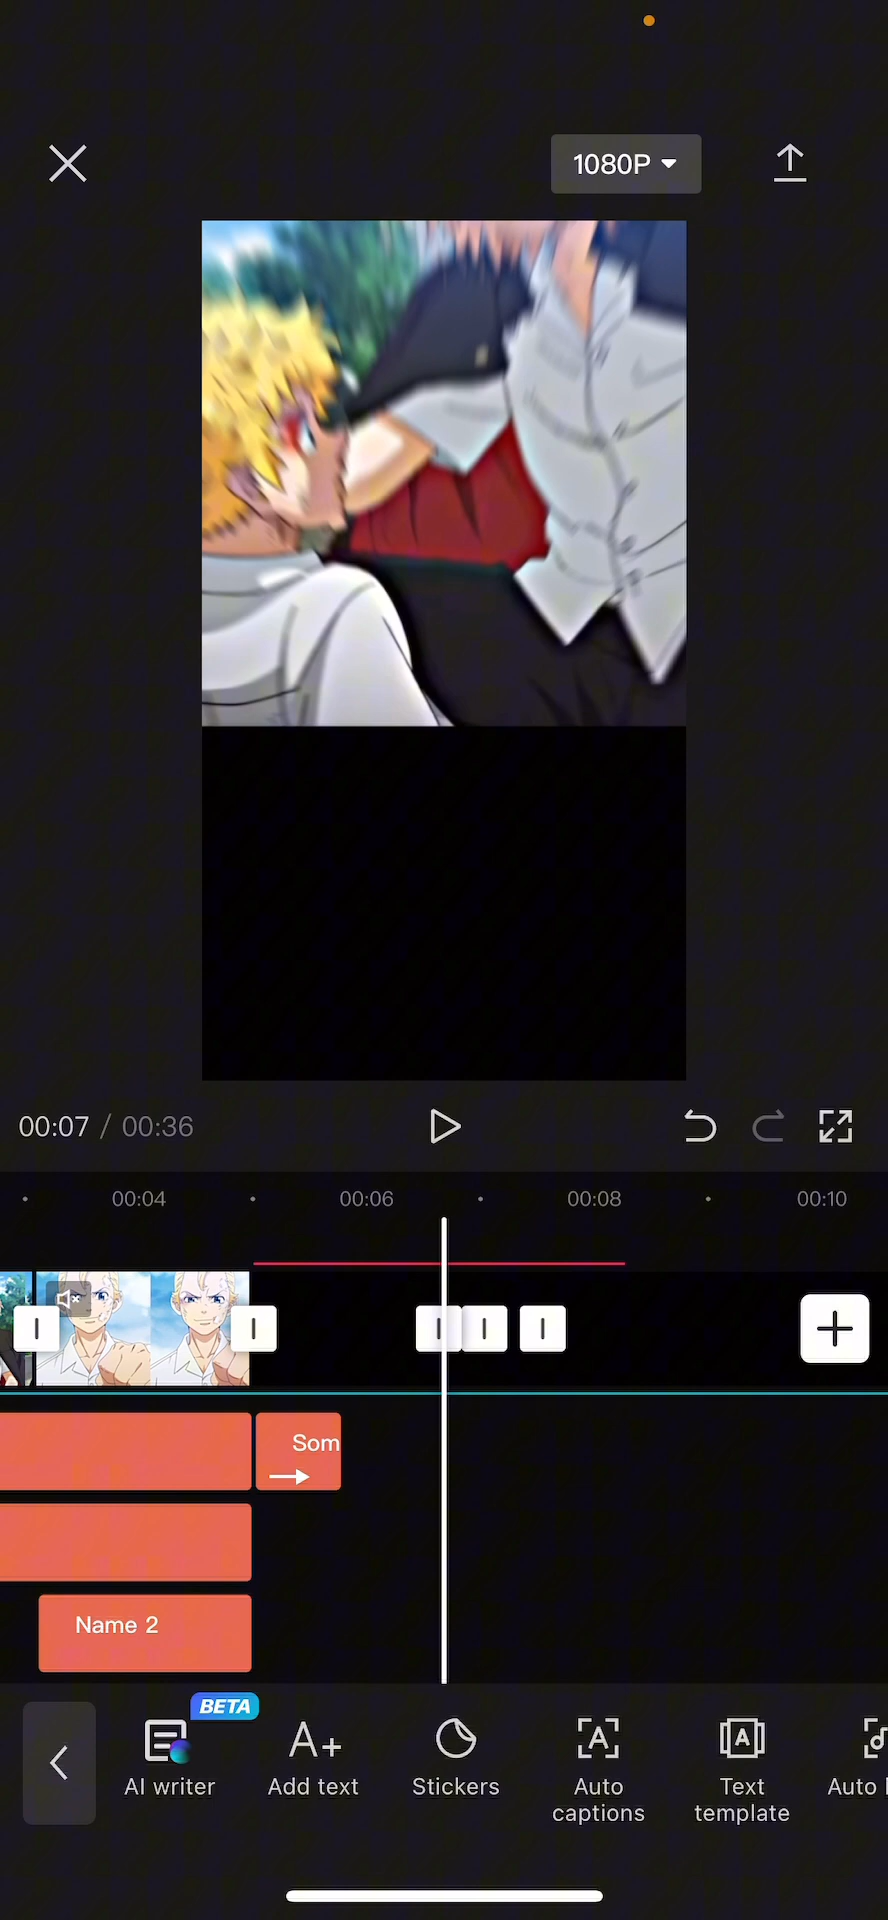 1080P
00:07 / 00:36
00:04 00:06 00:08 00:10
Som
Name 2
BETA
AI writer Add text Stickers Auto captions Text template Auto